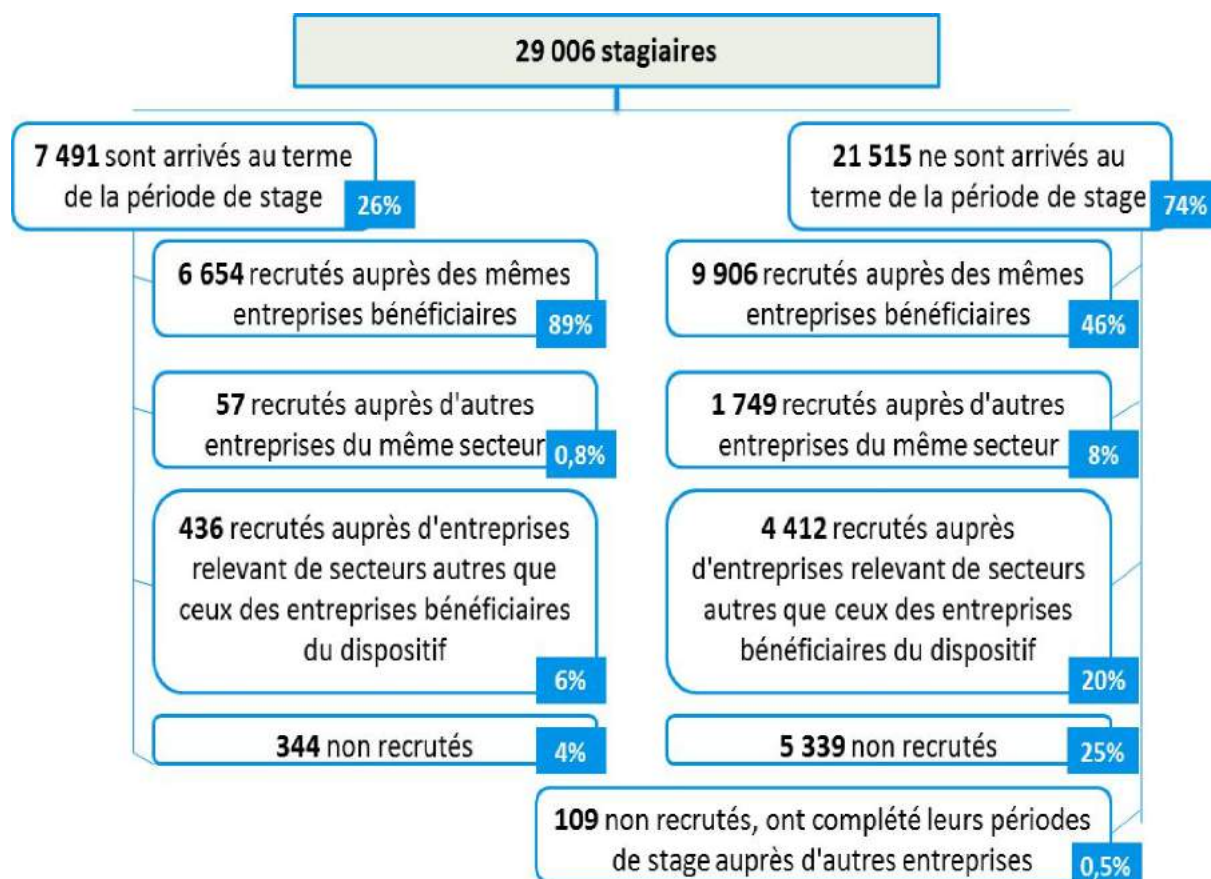 29 006 stagiaires
7 491 sont arrivés au terme
de la période de stage
26%
6 654 recrutés auprès des mêmes
entreprises bénéficiaires
89%
57 recrutés auprès d'autres
entreprises du même secteur
0,8%
436 recrutés auprès d'entreprises
relevant de secteurs autres que
ceux des entreprises bénéficiaires
du dispositif
6%
344 non recrutés
4%
21 515 ne sont arrivés au
terme de la période de stage
74%
9 906 recrutés auprès des mêmes
entreprises bénéficiaires
46%
1 749 recrutés auprès d'autres
entreprises du même secteur
8%
4 412 recrutés auprès
d'entreprises relevant de secteurs
autres que ceux des entreprises
bénéficiaires du dispositif
20%
5 339 non recrutés
25%
109 non recrutés, ont complété leurs périodes
de stage auprès d'autres entreprises
0,5%